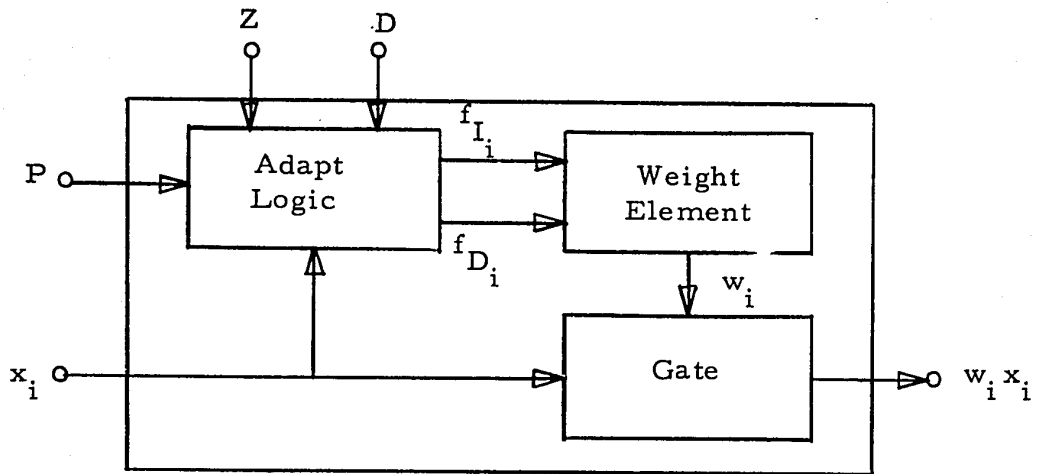 Z
D
P
Adapt
Logic
f_{I_i}
f_{D_i}
Weight
Element
w_i
x_i
Gate
w_i x_i